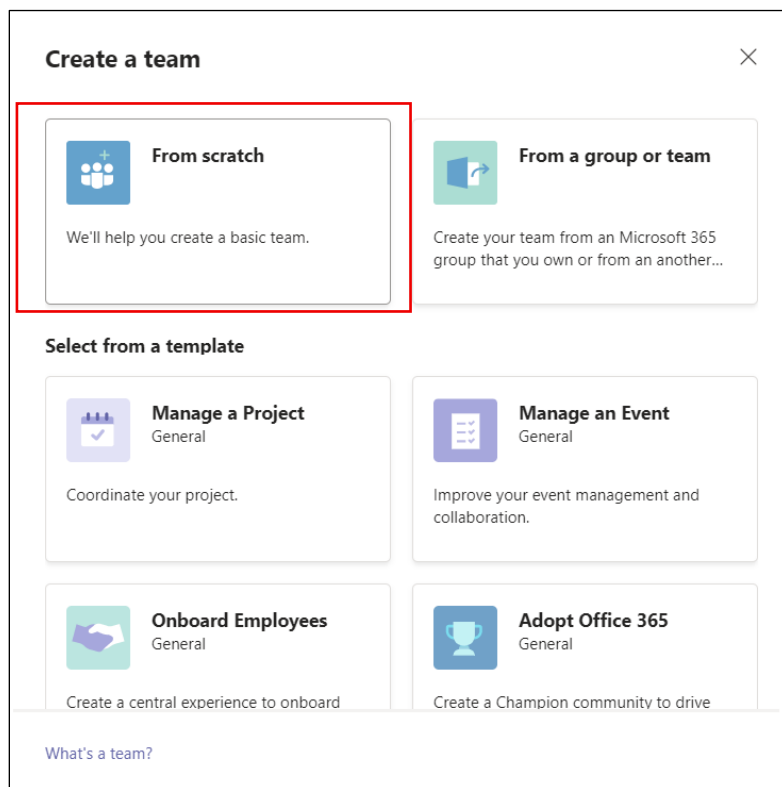 Create a team
From scratch
We'll help you create a basic team.
From a group or team
Create your team from an Microsoft 365
group that you own or from an another...
Select from a template
Manage a Project
General
Coordinate your project.
Manage an Event
General
Improve your event management and
collaboration.
Onboard Employees
General
Create a central experience to onboard
Adopt Office 365
General
Create a Champion community to drive
What's a team?